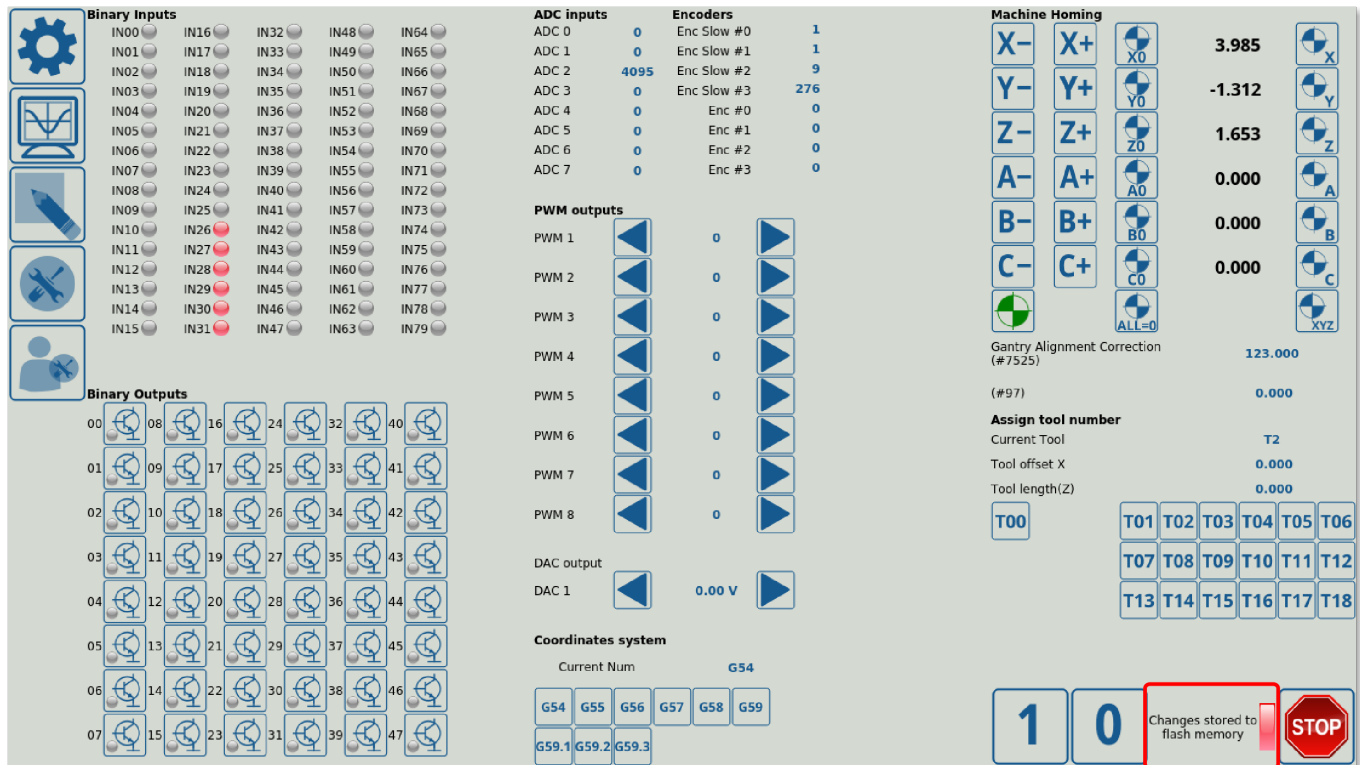 Binary Inputs
IN00 IN16 IN32 IN48 IN64
IN01 IN17 IN33 IN49 IN65
IN02 IN18 IN34 IN50 IN66
IN03 IN19 IN35 IN51 IN67
IN04 IN20 IN36 IN52 IN68
IN05 IN21 IN37 IN53 IN69
IN06 IN22 IN38 IN54 IN70
IN07 IN23 IN39 IN55 IN71
IN08 IN24 IN40 IN56 IN72
IN09 IN25 IN41 IN57 IN73
IN10 IN26 IN42 IN58 IN74
IN11 IN27 IN43 IN59 IN75
IN12 IN28 IN44 IN60 IN76
IN13 IN29 IN45 IN61 IN77
IN14 IN30 IN46 IN62 IN78
IN15 IN31 IN47 IN63 IN79
Binary Outputs
00 08 16 24 32 40
01 09 17 25 33 41
02 10 18 26 34 42
03 11 19 27 35 43
04 12 20 28 36 44
05 13 21 29 37 45
06 14 22 30 38 46
07 15 23 31 39 47
ADC inputs Encoders
ADC 0 0 Enc Slow #0 1
ADC 1 0 Enc Slow #1 1
ADC 2 4095 Enc Slow #2 9
ADC 3 0 Enc Slow #3 276
ADC 4 0 Enc #0 0
ADC 5 0 Enc #1 0
ADC 6 0 Enc #2 0
ADC 7 0 Enc #3 0
PWM outputs
PWM 1 0
PWM 2 0
PWM 3 0
PWM 4 0
PWM 5 0
PWM 6 0
PWM 7 0
PWM 8 0
DAC output
DAC 1 0.00 V
Coordinates system
Current Num G54
G54 G55 G56 G57 G58 G59
G59.1 G59.2 G59.3
Machine Homing
X− X+ X0 3.985 X
Y− Y+ Y0 -1.312 Y
Z− Z+ Z0 1.653 Z
A− A+ A0 0.000 A
B− B+ B0 0.000 B
C− C+ C0 0.000 C
ALL=0 XYZ
Gantry Alignment Correction
(#7525) 123.000
(#97) 0.000
Assign tool number
Current Tool T2
Tool offset X 0.000
Tool length(Z) 0.000
T00 T01 T02 T03 T04 T05 T06
T07 T08 T09 T10 T11 T12
T13 T14 T15 T16 T17 T18
1 0 Changes stored to
flash memory
STOP